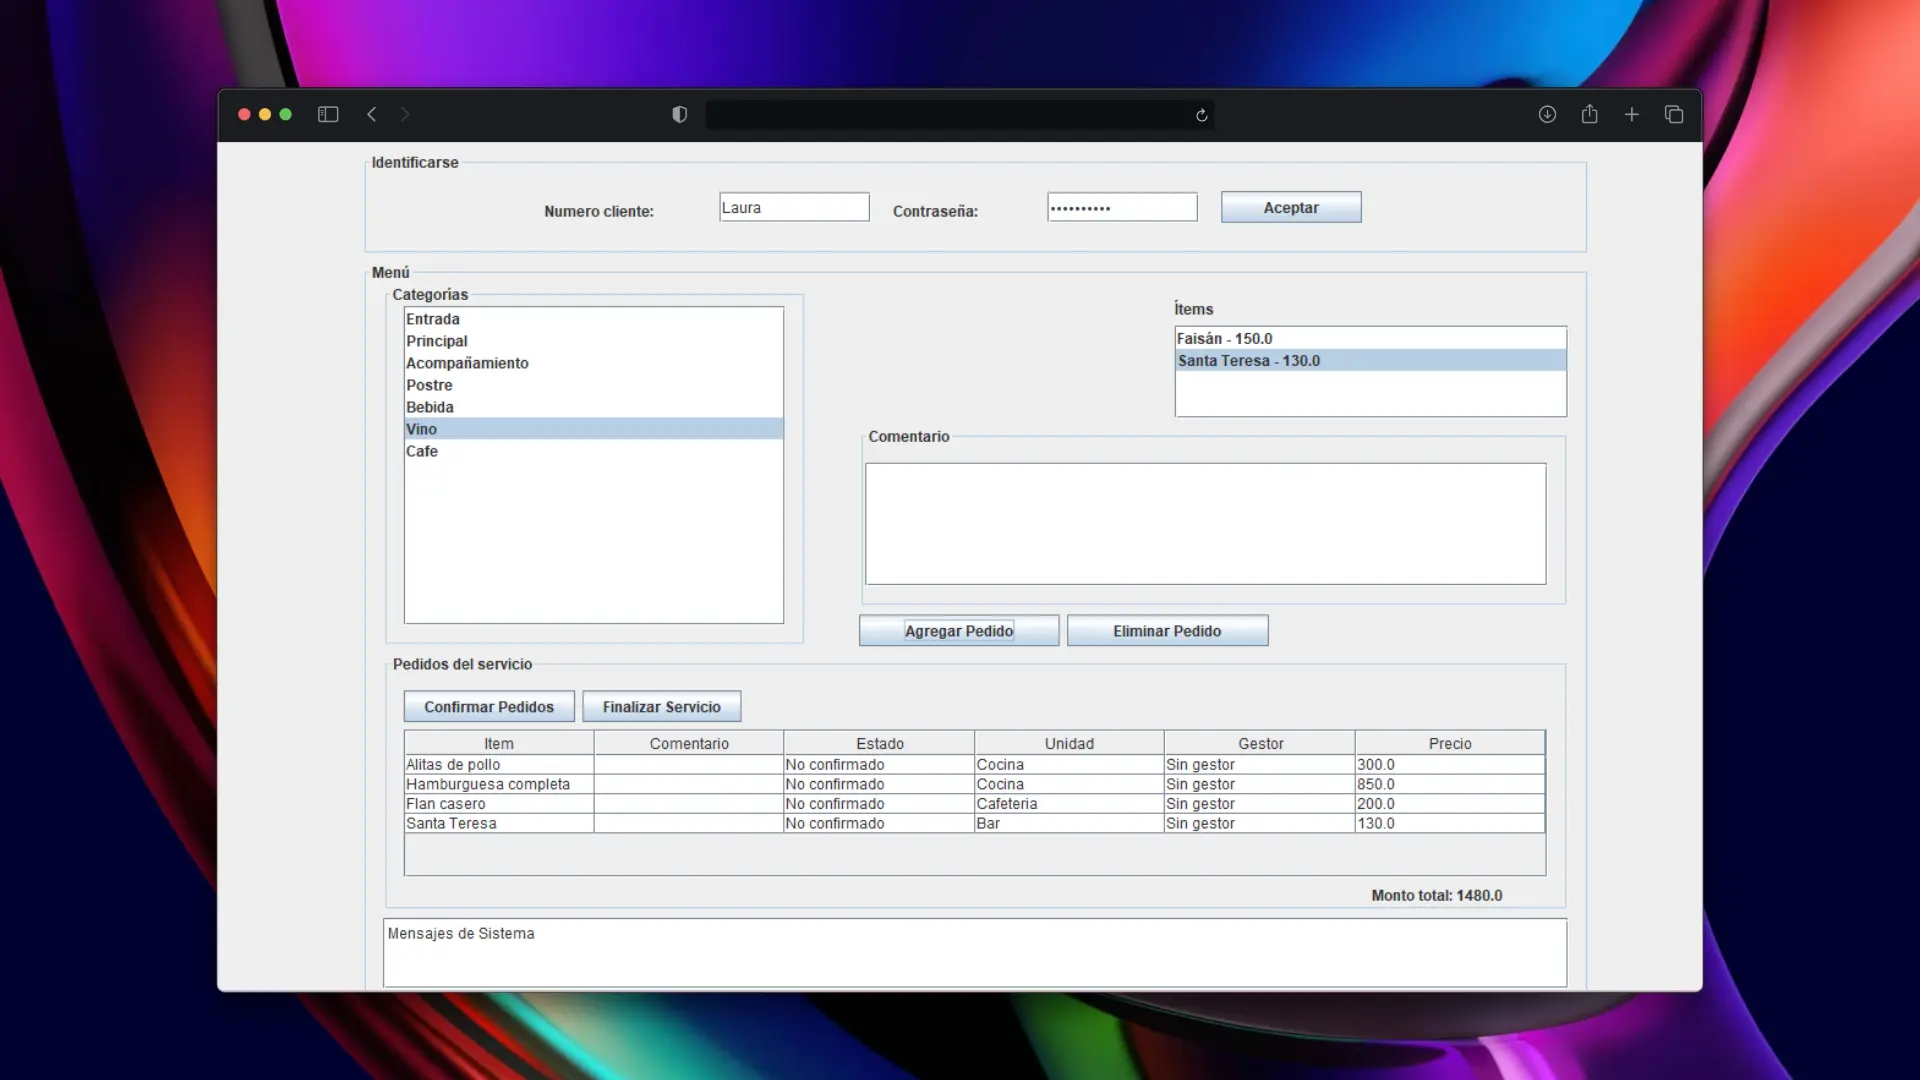 Identificarse
Numero cliente: Laura Contraseña: •••••••••• Aceptar
Menú
Categorías
Entrada
Principal
Acompañamiento
Postre
Bebida
Vino
Cafe
Ítems
Faisán - 150.0
Santa Teresa - 130.0
Comentario
Agregar Pedido Eliminar Pedido
Pedidos del servicio
Confirmar Pedidos Finalizar Servicio
Item Comentario Estado Unidad Gestor Precio
Alitas de pollo No confirmado Cocina Sin gestor 300.0
Hamburguesa completa No confirmado Cocina Sin gestor 850.0
Flan casero No confirmado Cafeteria Sin gestor 200.0
Santa Teresa No confirmado Bar Sin gestor 130.0
Monto total: 1480.0
Mensajes de Sistema